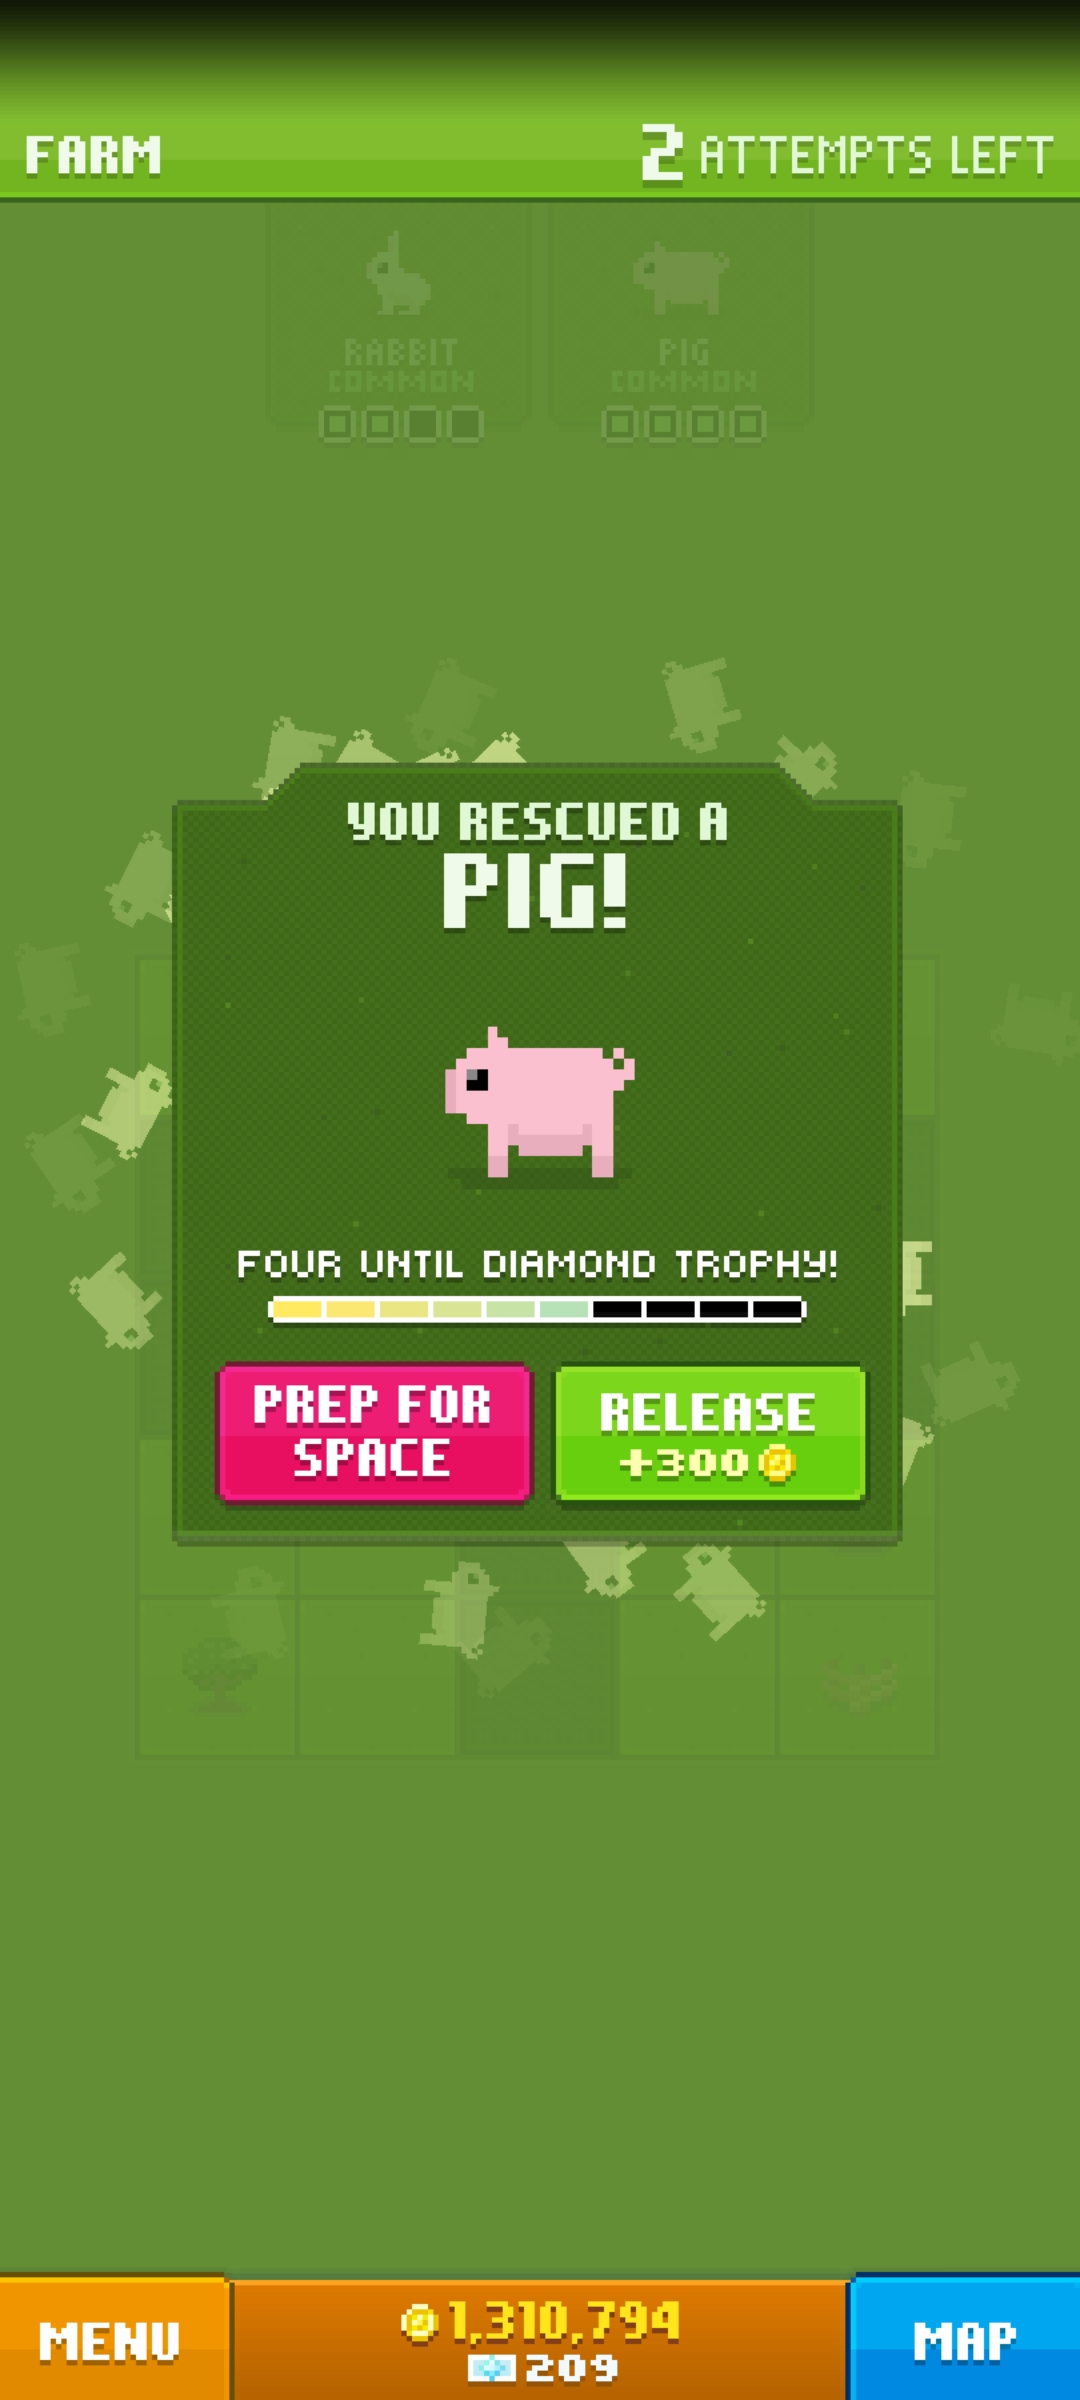 FARM
2 ATTEMPTS LEFT
RABBIT
COMMON
PIG
COMMON
YOU RESCUED A
PIG!
FOUR UNTIL DIAMOND TROPHY!
PREP FOR
SPACE
RELEASE
+300
MENU
1,310,794
209
MAP